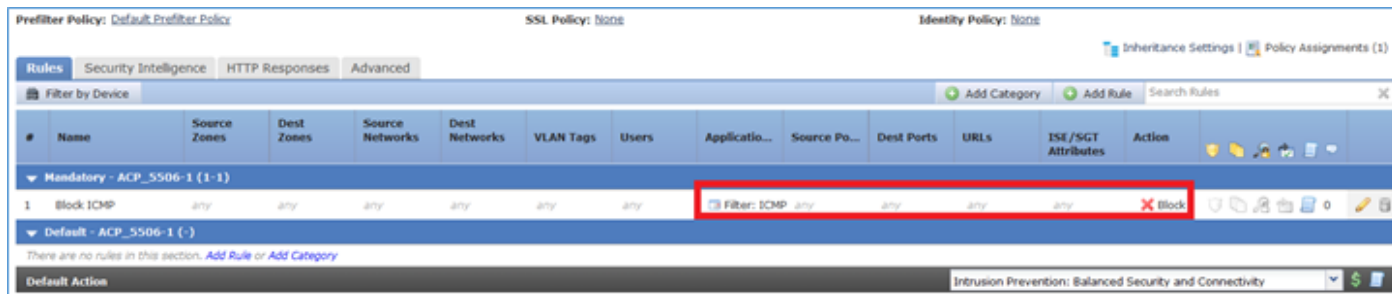 Prefilter Policy: Default Prefilter Policy SSL Policy: None Identity Policy: None
Inheritance Settings | Policy Assignments (1)
Rules Security Intelligence HTTP Responses Advanced
Filter by Device Add Category Add Rule Search Rules
# Name Source Zones Dest Zones Source Networks Dest Networks VLAN Tags Users Applicatio... Source Po... Dest Ports URLs ISE/SGT Attributes Action
Mandatory - ACP_5506-1 (1-1)
1 Block ICMP any any any any any any Filter: ICMP any any any any Block 0
Default - ACP_5506-1 (-)
There are no rules in this section. Add Rule or Add Category
Default Action Intrusion Prevention: Balanced Security and Connectivity